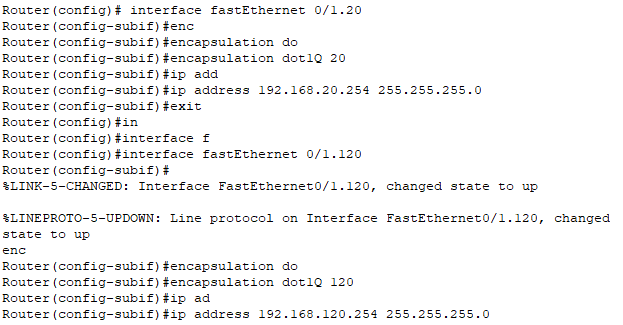 Router(config)# interface fastEthernet 0/1.20
Router(config-subif)#enc
Router(config-subif)#encapsulation do
Router(config-subif)#encapsulation dot1Q 20
Router(config-subif)#ip add
Router(config-subif)#ip address 192.168.20.254 255.255.255.0
Router(config-subif)#exit
Router(config)#in
Router(config)#interface f
Router(config)#interface fastEthernet 0/1.120
Router(config-subif)#
%LINK-5-CHANGED: Interface FastEthernet0/1.120, changed state to up
%LINEPROTO-5-UPDOWN: Line protocol on Interface FastEthernet0/1.120, changed
state to up
enc
Router(config-subif)#encapsulation do
Router(config-subif)#encapsulation dot1Q 120
Router(config-subif)#ip ad
Router(config-subif)#ip address 192.168.120.254 255.255.255.0